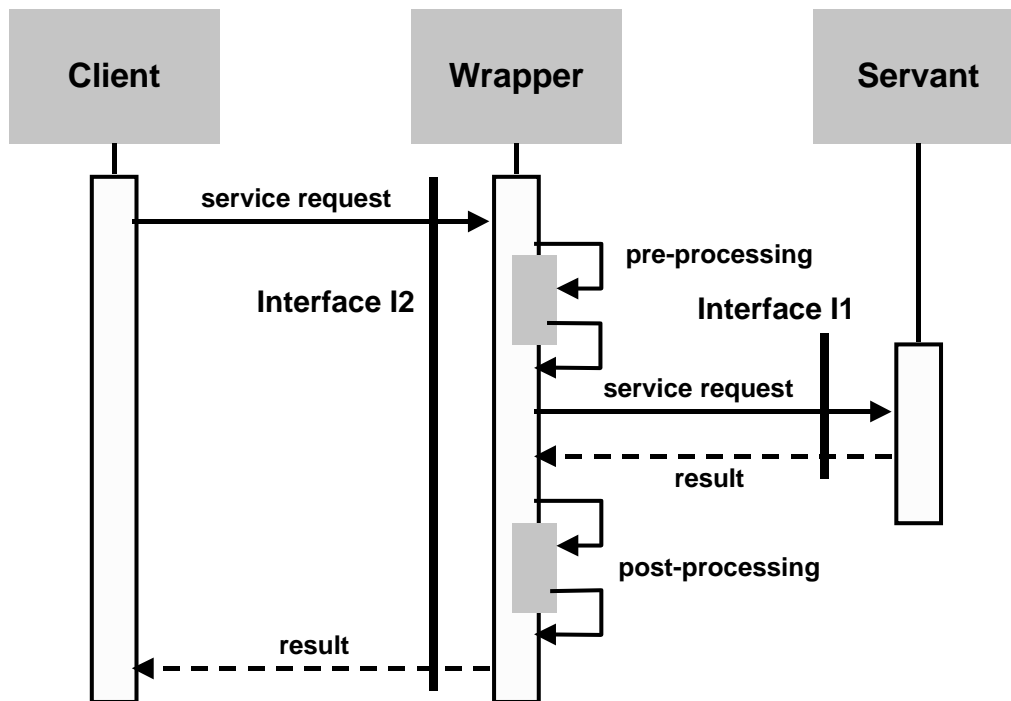 Client
Wrapper
Servant
service request
pre-processing
Interface I2
Interface I1
service request
result
post-processing
result